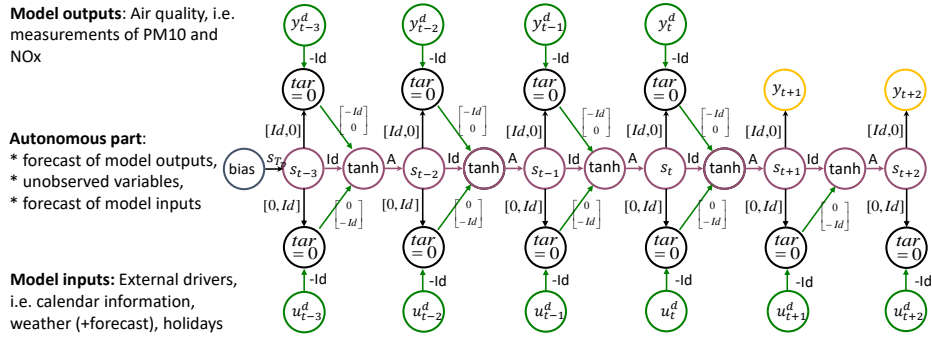 Model outputs: Air quality, i.e.
measurements of PM10 and
NOx
y^d_{t−3} y^d_{t−2} y^d_{t−1} y^d_t
-Id -Id -Id -Id
tar = 0 tar = 0 tar = 0 tar = 0 y_{t+1} y_{t+2}
[−Id 0] [−Id 0] [−Id 0] [−Id 0]
[Id,0] [Id,0] [Id,0] [Id,0] [Id,0] [Id,0]
Autonomous part:
* forecast of model outputs,
* unobserved variables,
* forecast of model inputs
bias s_{T_p} s_{t−3} Id tanh A s_{t−2} Id tanh A s_{t−1} Id tanh A s_t Id tanh A s_{t+1} Id tanh A s_{t+2}
[0,Id] [0,Id] [0,Id] [0,Id] [0,Id] [0,Id]
[0 −Id] [0 −Id] [0 −Id] [0 −Id] [0 −Id]
tar = 0 tar = 0 tar = 0 tar = 0 tar = 0 tar = 0
-Id -Id -Id -Id -Id -Id
Model inputs: External drivers,
i.e. calendar information,
weather (+forecast), holidays
u^d_{t−3} u^d_{t−2} u^d_{t−1} u^d_t u^d_{t+1} u^d_{t+2}